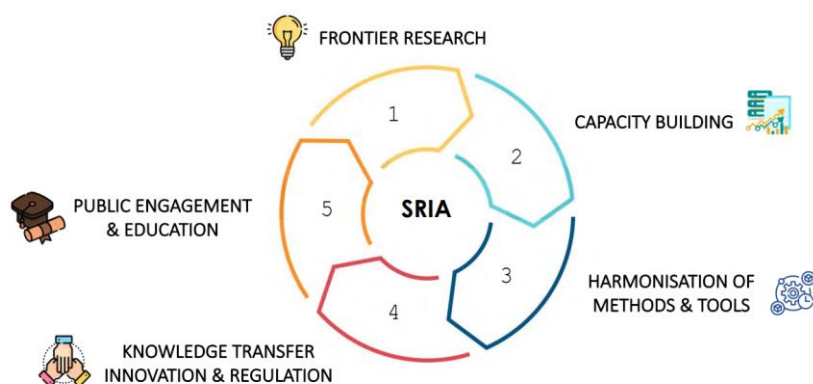 FRONTIER RESEARCH
1
CAPACITY BUILDING
2
SRIA
PUBLIC ENGAGEMENT
& EDUCATION
5
3
HARMONISATION OF
METHODS & TOOLS
4
KNOWLEDGE TRANSFER
INNOVATION & REGULATION